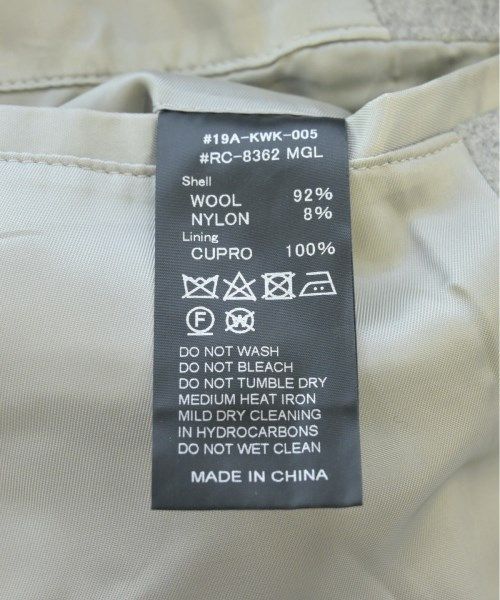 #19A-KWK-005
#RC-8362 MGL
Shell
WOOL 92%
NYLON 8%
Lining
CUPRO 100%
F W
DO NOT WASH
DO NOT BLEACH
DO NOT TUMBLE DRY
MEDIUM HEAT IRON
MILD DRY CLEANING
IN HYDROCARBONS
DO NOT WET CLEAN
MADE IN CHINA